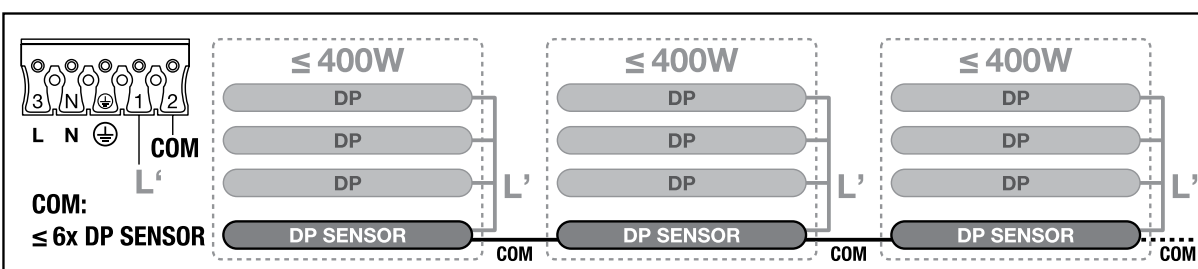 ≤ 400W ≤ 400W ≤ 400W
3 N 1 2
DP DP DP
L N COM
DP DP DP
L‘
DP L’ DP L’ DP L’
COM:
≤ 6x DP SENSOR
DP SENSOR COM DP SENSOR COM DP SENSOR COM